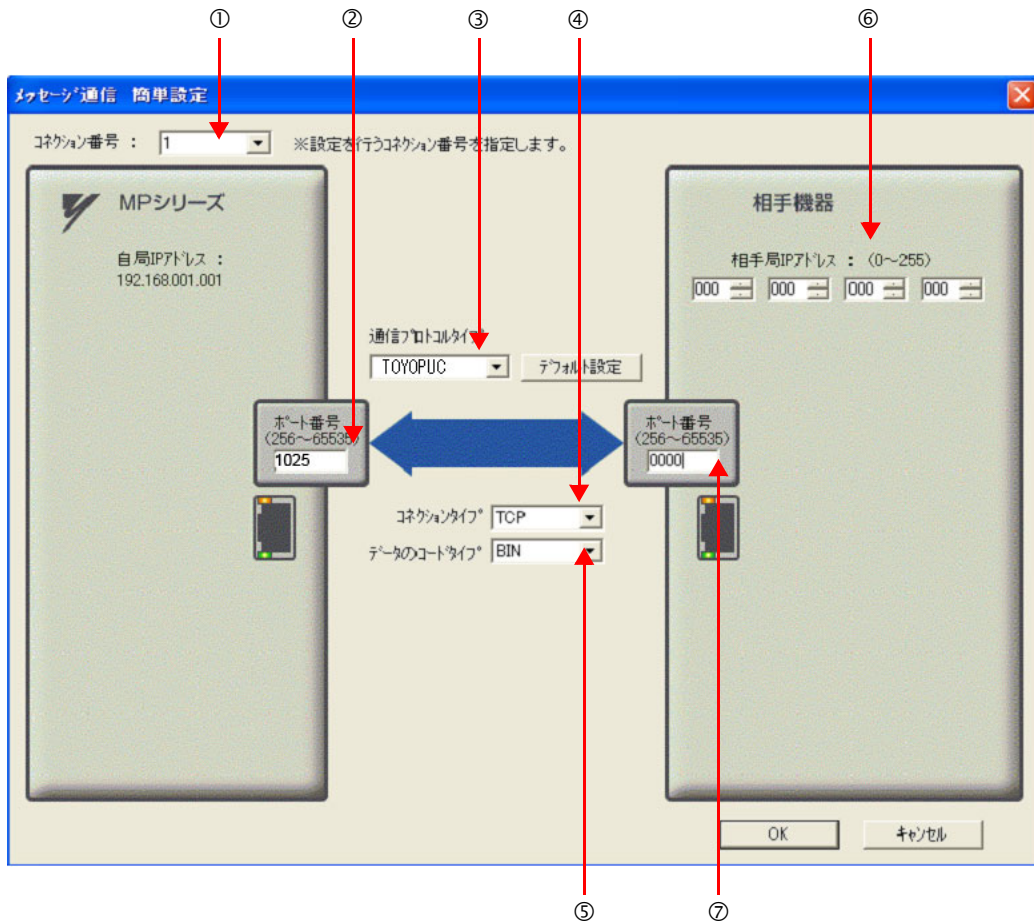 ① ② ③ ④ ⑥
メッセージ通信 簡単設定
コネクション番号 : 1 ※設定を行うコネクション番号を指定します。
MPシリーズ
自局IPアドレス :
192.168.001.001
相手機器
相手局IPアドレス : (0～255)
000 000 000 000
通信プロトコルタイプ
TOYOPUC デフォルト設定
ポート番号
(256～65535)
1025
ポート番号
(256～65535)
0000
コネクションタイプ TCP
データのコードタイプ BIN
OK キャンセル
⑤ ⑦